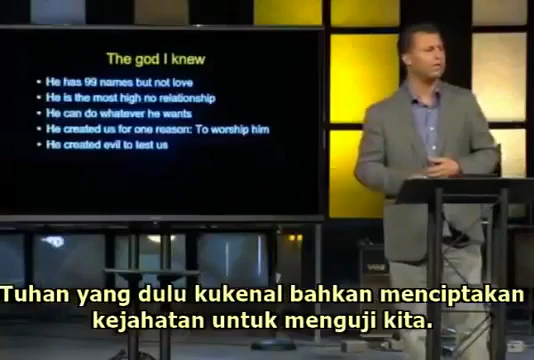 The god I knew
• He has 99 names but not love
• He is the most high no relationship
• He can do whatever he wants
• He created us for one reason: To worship him
• He created evil to test us
Tuhan yang dulu kukenal bahkan menciptakan
kejahatan untuk menguji kita.